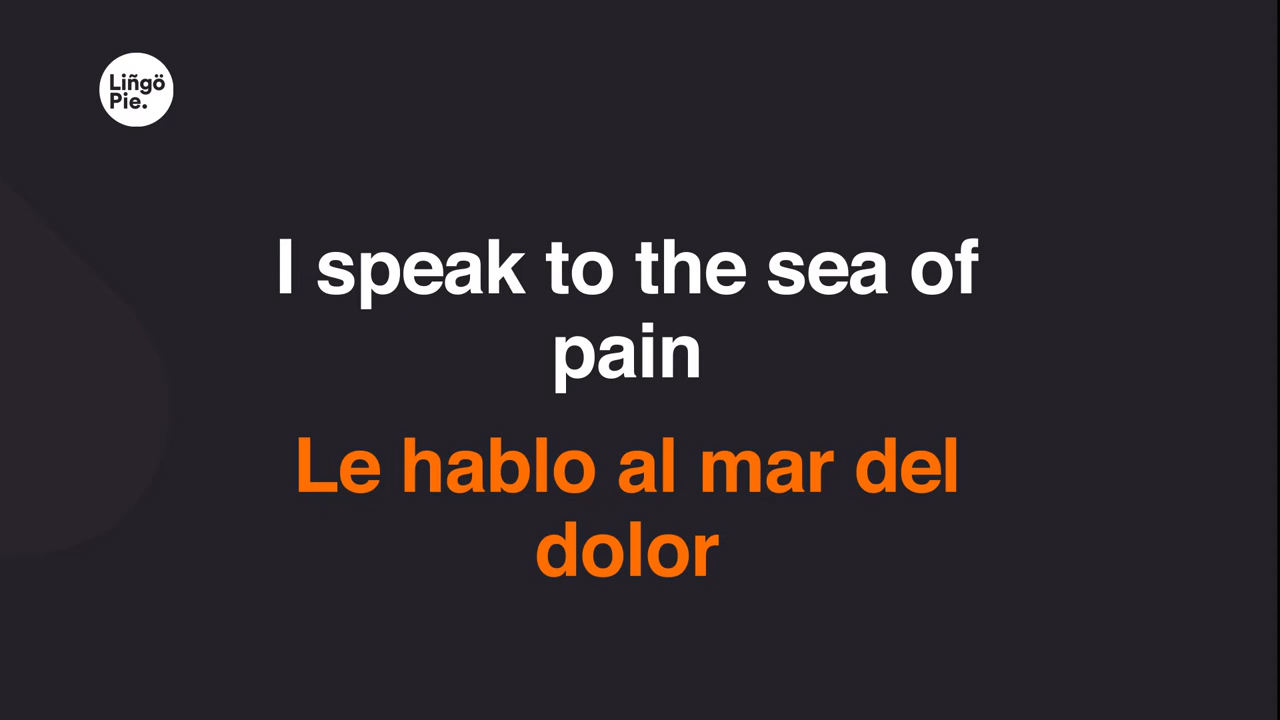 Liñgö
Pie.
I speak to the sea of
pain
Le hablo al mar del
dolor